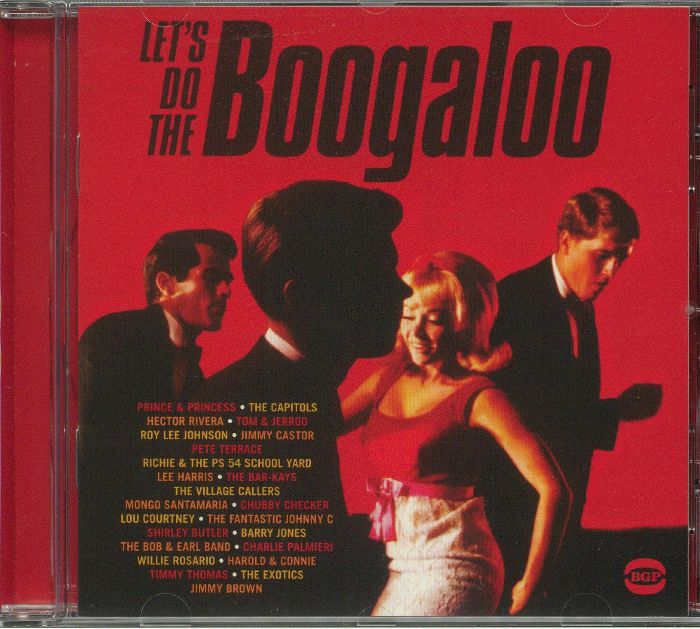 LET'S
DO
THE Boogaloo
PRINCE & PRINCESS • THE CAPITOLS
HECTOR RIVERA • TOM & JERROD
ROY LEE JOHNSON • JIMMY CASTOR
PETE TERRACE
RICHIE & THE PS 54 SCHOOL YARD
LEE HARRIS • THE BAR-KAYS
THE VILLAGE CALLERS
MONGO SANTAMARIA • CHUBBY CHECKER
LOU COURTNEY • THE FANTASTIC JOHNNY C
SHIRLEY BUTLER • BARRY JONES
THE BOB & EARL BAND • CHARLIE PALMIERI
WILLIE ROSARIO • HAROLD & CONNIE
TIMMY THOMAS • THE EXOTICS
JIMMY BROWN
BGP